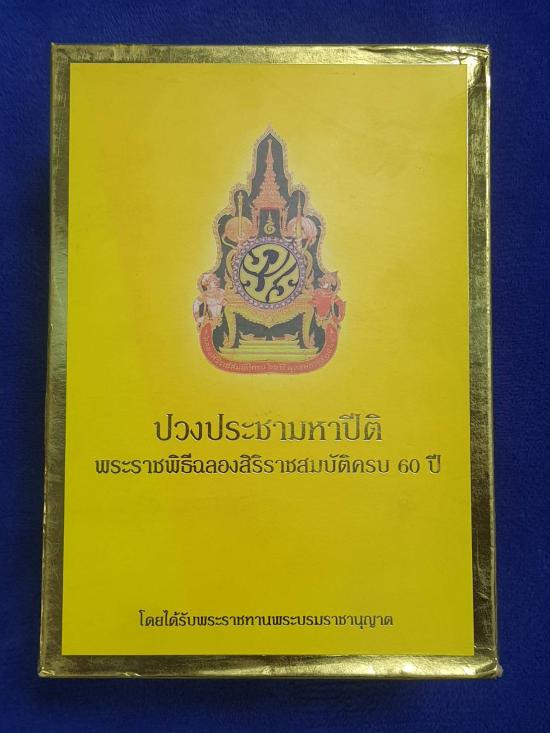 ปวงประชามหาปีติ
พระราชพิธีฉลองสิริราชสมบัติครบ 60 ปี
โดยได้รับพระราชทานพระบรมราชานุญาต